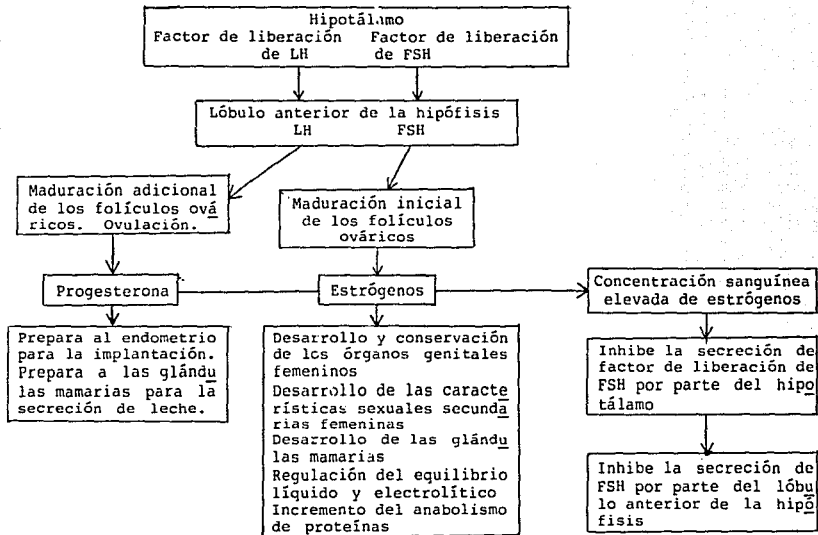 Hipotálamo
Factor de liberación Factor de liberación
de LH de FSH
Lóbulo anterior de la hipófisis
LH FSH
Maduración adicional
de los folículos ová
ricos. Ovulación.
Maduración inicial
de los folículos
ováricos
Progesterona
Estrógenos
Concentración sanguínea
elevada de estrógenos
Prepara al endometrio
para la implantación.
Prepara a las glándu
las mamarias para la
secreción de leche.
Desarrollo y conservación
de los órganos genitales
femeninos
Desarrollo de las caracte
rísticas sexuales secunda
rias femeninas
Desarrollo de las glándu
las mamarias
Regulación del equilibrio
líquido y electrolítico
Incremento del anabolismo
de proteínas
Inhibe la secreción de
factor de liberación de
FSH por parte del hipo
tálamo
Inhibe la secreción de
FSH por parte del lóbu
lo anterior de la hipó
fisis